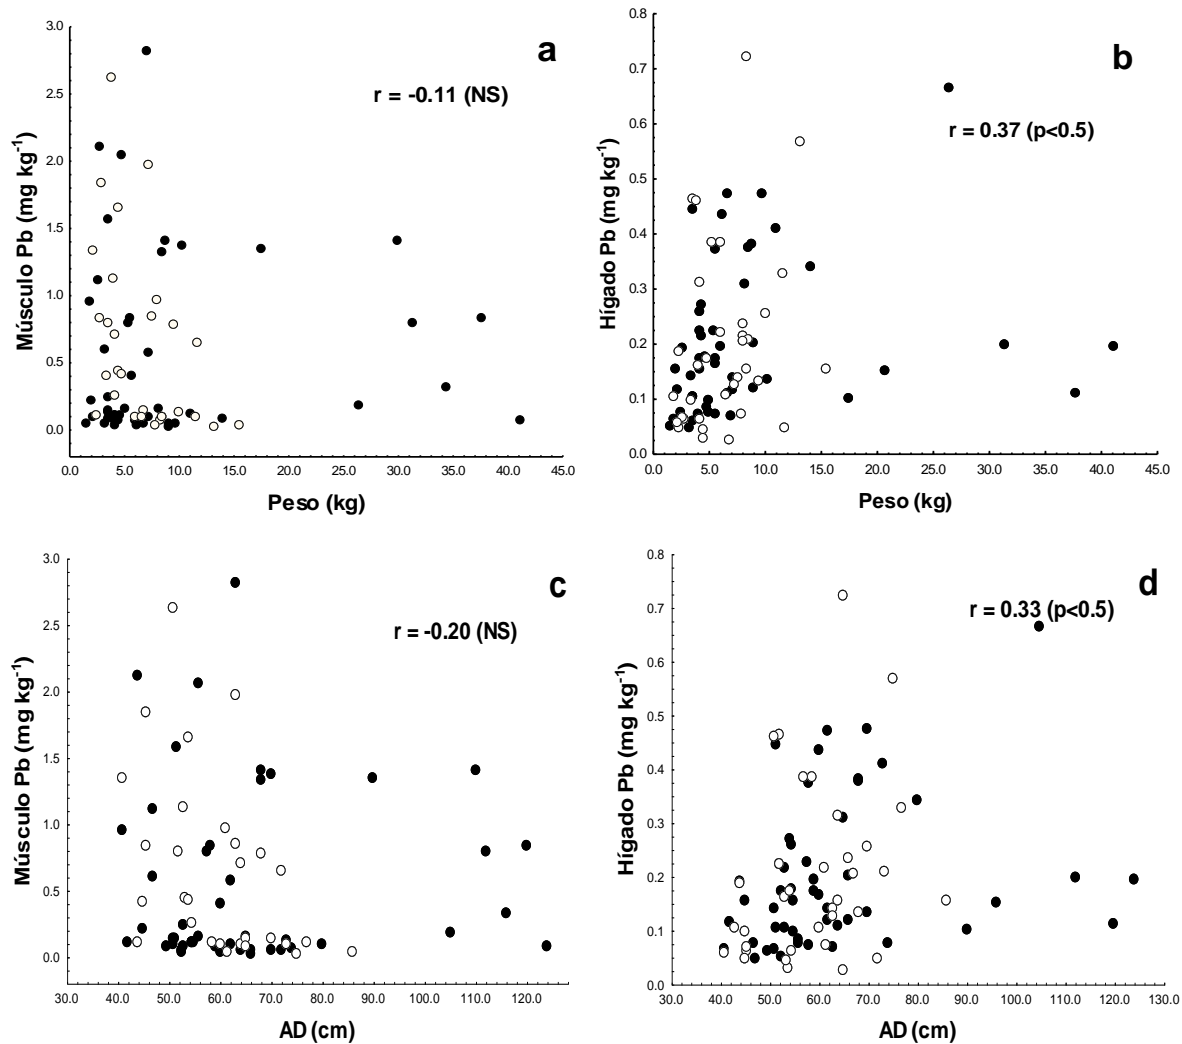 a
r = -0.11 (NS)
Músculo Pb (mg kg-1)
3.0
2.5
2.0
1.5
1.0
0.5
0.0
0.0 5.0 10.0 15.0 20.0 25.0 30.0 35.0 40.0 45.0
Peso (kg)
b
r = 0.37 (p<0.5)
Hígado Pb (mg kg-1)
0.8
0.7
0.6
0.5
0.4
0.3
0.2
0.1
0.0
0.0 5.0 10.0 15.0 20.0 25.0 30.0 35.0 40.0 45.0
Peso (kg)
c
r = -0.20 (NS)
Músculo Pb (mg kg-1)
3.0
2.5
2.0
1.5
1.0
0.5
0.0
30.0 40.0 50.0 60.0 70.0 80.0 90.0 100.0 110.0 120.0
AD (cm)
d
r = 0.33 (p<0.5)
Hígado Pb (mg kg-1)
0.8
0.7
0.6
0.5
0.4
0.3
0.2
0.1
0.0
30.0 40.0 50.0 60.0 70.0 80.0 90.0 100.0 110.0 120.0 130.0
AD (cm)